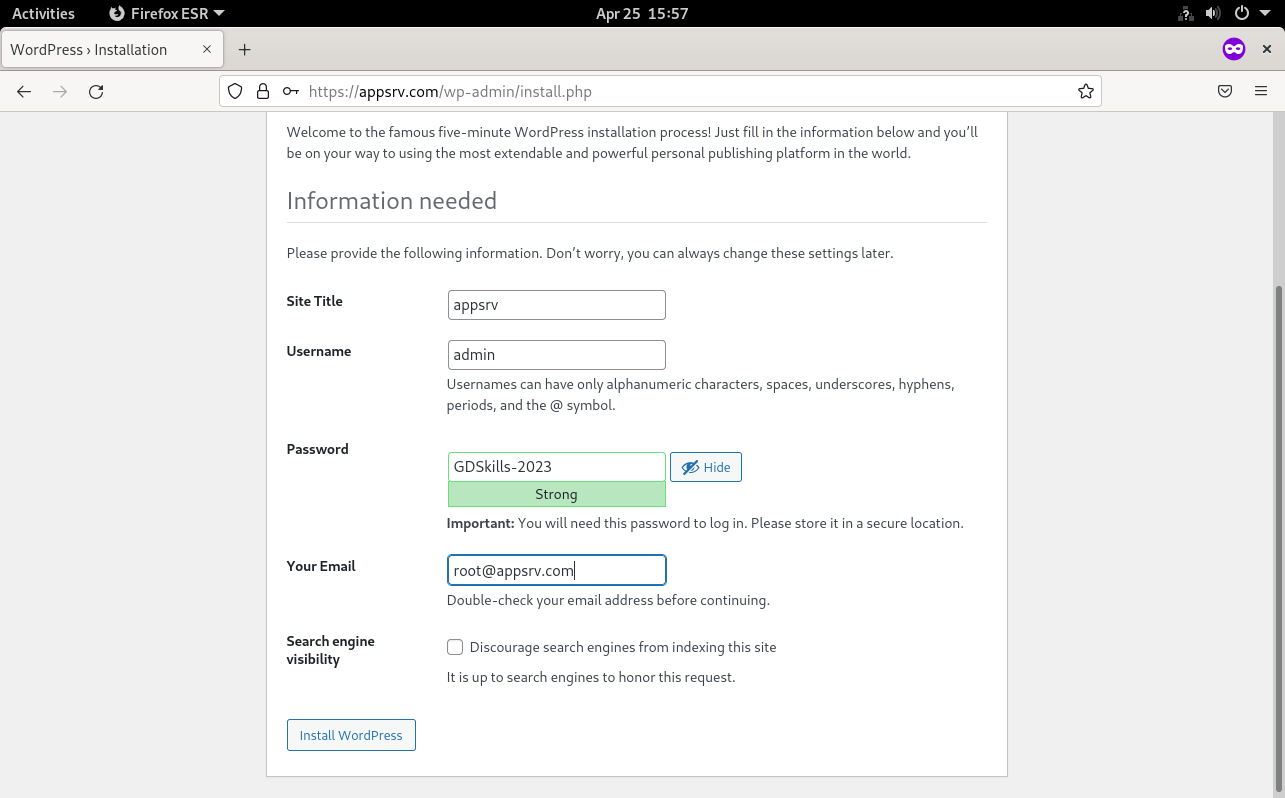 Activities Firefox ESR Apr 25 15:57
WordPress › Installation
https://appsrv.com/wp-admin/install.php
Welcome to the famous five-minute WordPress installation process! Just fill in the information below and you’ll
be on your way to using the most extendable and powerful personal publishing platform in the world.
Information needed
Please provide the following information. Don’t worry, you can always change these settings later.
Site Title appsrv
Username admin
Usernames can have only alphanumeric characters, spaces, underscores, hyphens,
periods, and the @ symbol.
Password
GDSkills-2023 Hide
Strong
Important: You will need this password to log in. Please store it in a secure location.
Your Email root@appsrv.com
Double-check your email address before continuing.
Search engine
visibility
Discourage search engines from indexing this site
It is up to search engines to honor this request.
Install WordPress